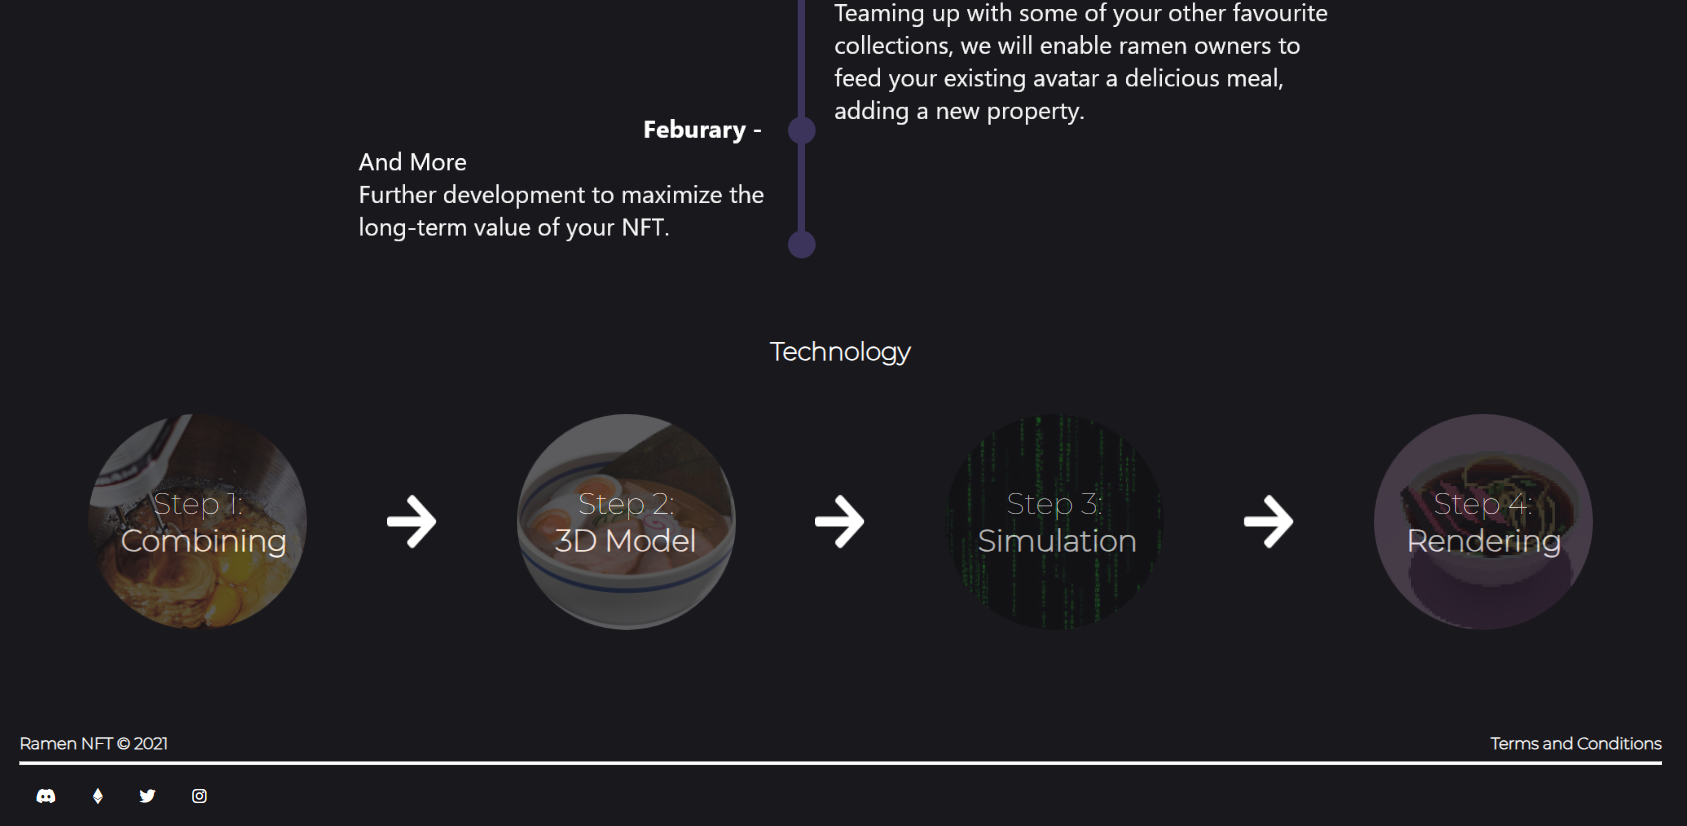 Teaming up with some of your other favourite
collections, we will enable ramen owners to
feed your existing avatar a delicious meal,
adding a new property.
Feburary -
And More
Further development to maximize the
long-term value of your NFT.
Technology
Step 1:
Combining
Step 2:
3D Model
Step 3:
Simulation
Step 4:
Rendering
Ramen NFT © 2021
Terms and Conditions